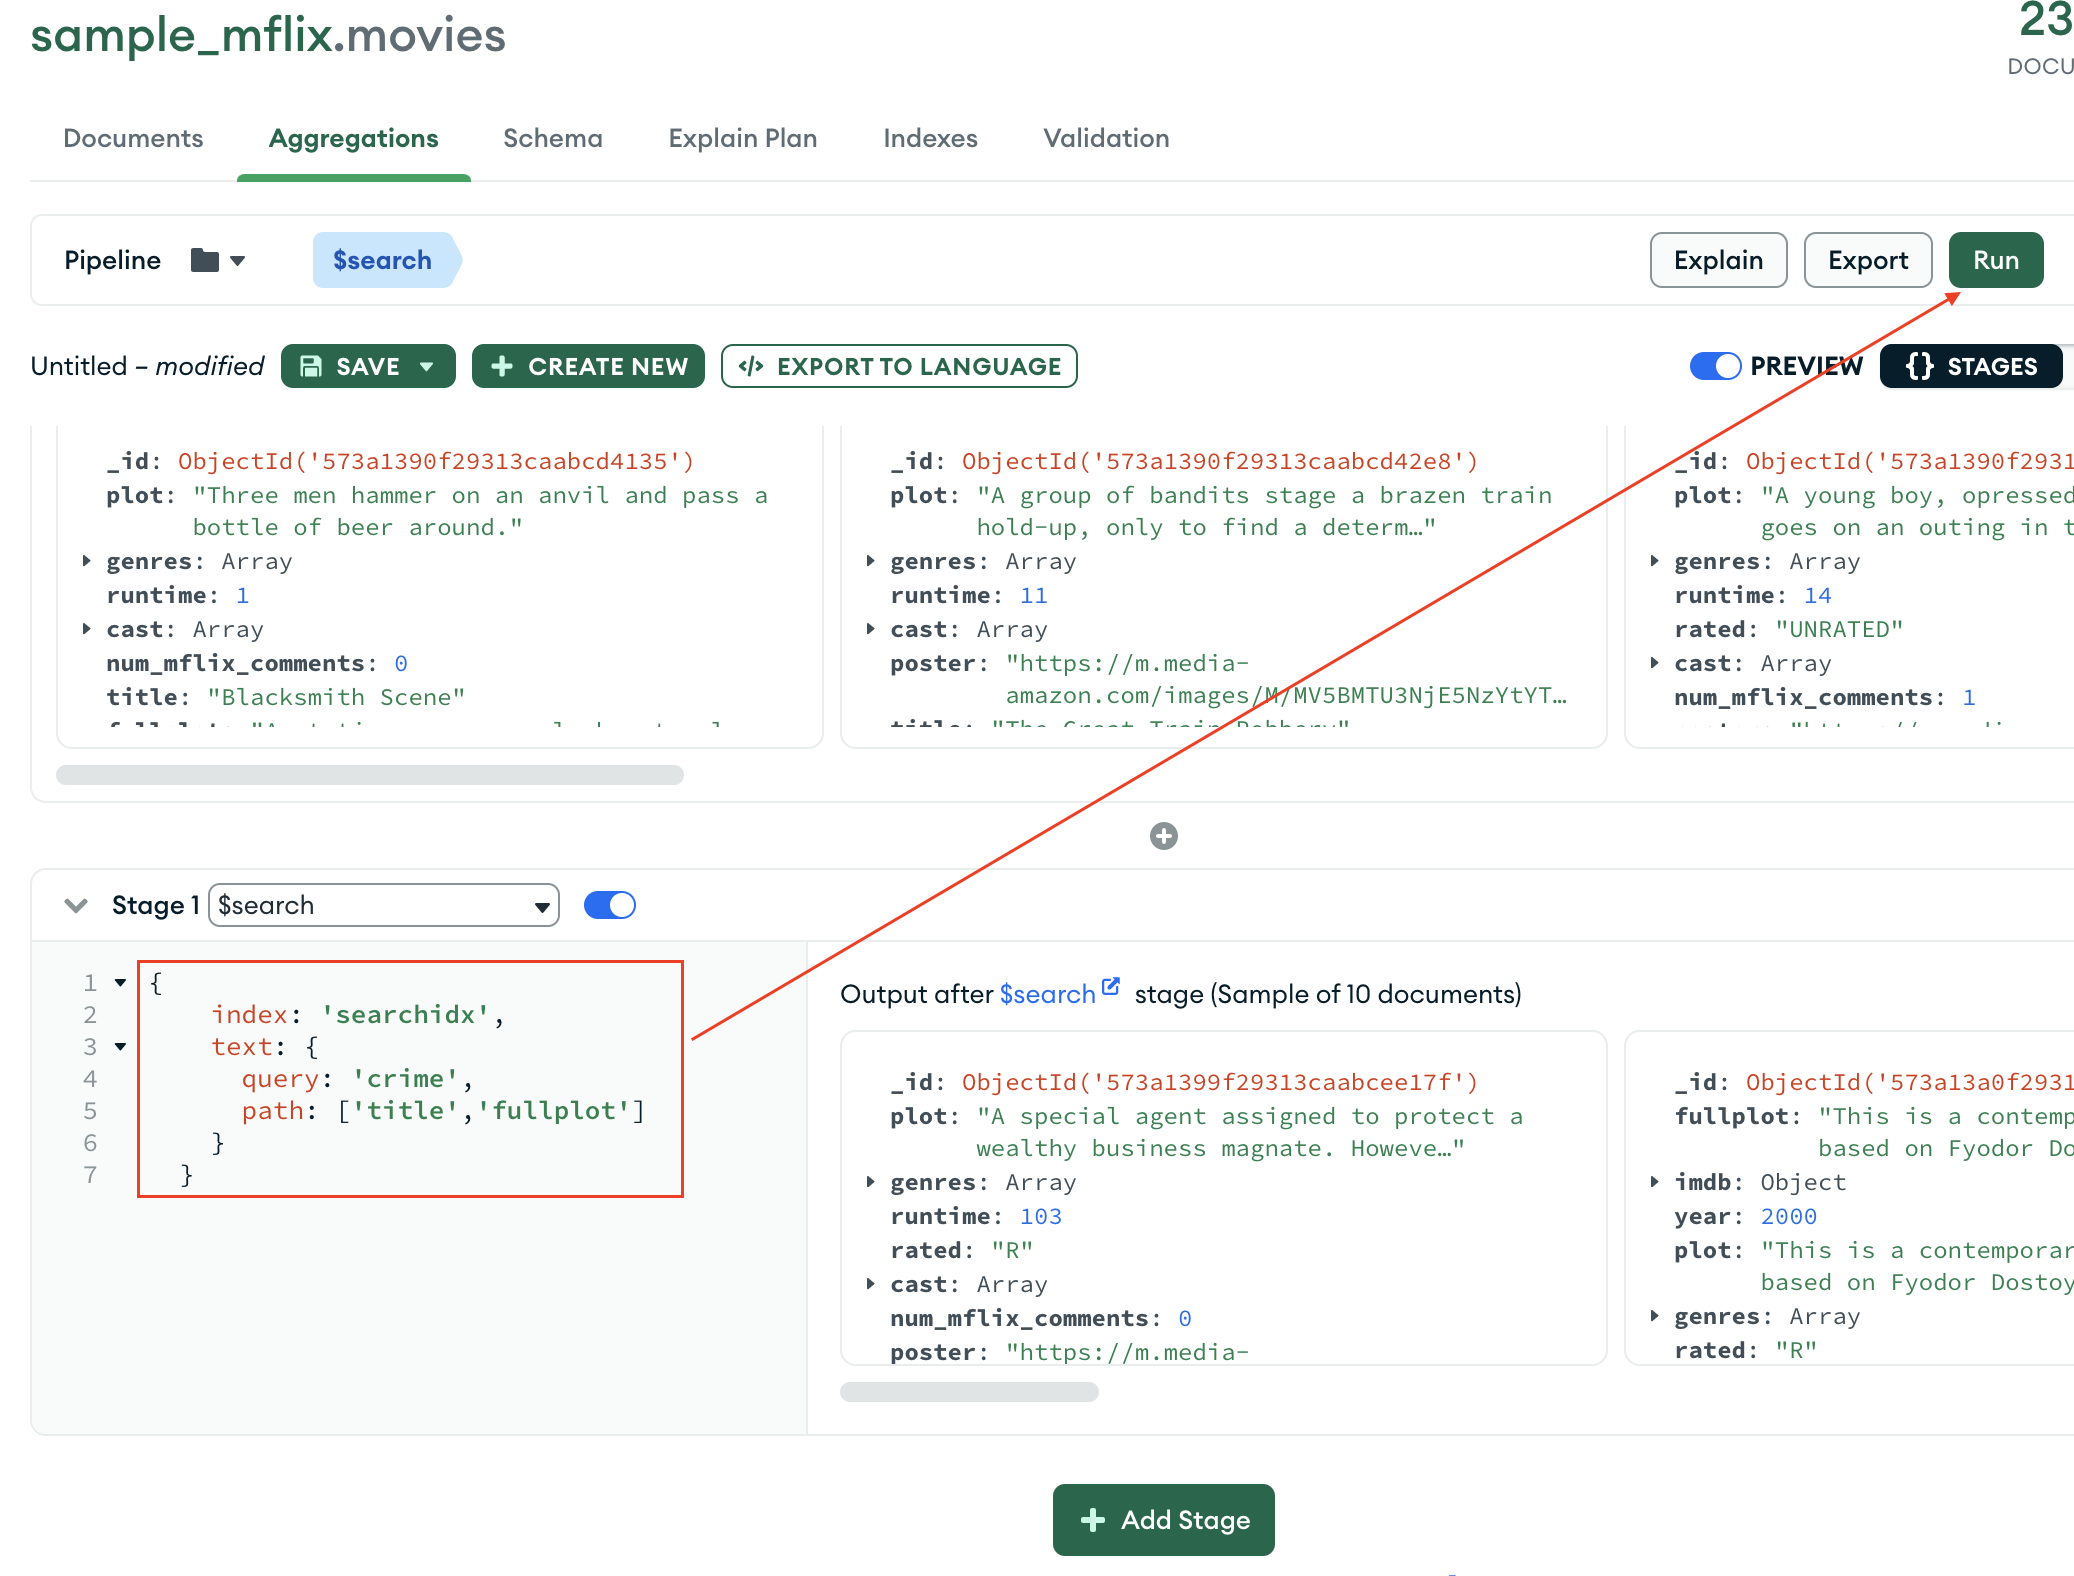 sample_mflix.movies
23
DOCU
Documents Aggregations Schema Explain Plan Indexes Validation
Pipeline $search Explain Export Run
Untitled – modified SAVE CREATE NEW </> EXPORT TO LANGUAGE PREVIEW {} STAGES
_id: ObjectId('573a1390f29313caabcd4135')
plot: "Three men hammer on an anvil and pass a
bottle of beer around."
genres: Array
runtime: 1
cast: Array
num_mflix_comments: 0
title: "Blacksmith Scene"
_id: ObjectId('573a1390f29313caabcd42e8')
plot: "A group of bandits stage a brazen train
hold-up, only to find a determ…"
genres: Array
runtime: 11
cast: Array
poster: "https://m.media-
amazon.com/images/M/MV5BMTU3NjE5NzYtYT…
title: "The Great Train Robbery"
_id: ObjectId('573a1390f2931
plot: "A young boy, opressed
goes on an outing in t
genres: Array
runtime: 14
rated: "UNRATED"
cast: Array
num_mflix_comments: 1
Stage 1 $search
1 {
2 index: 'searchidx',
3 text: {
4 query: 'crime',
5 path: ['title','fullplot']
6 }
7 }
Output after $search stage (Sample of 10 documents)
_id: ObjectId('573a1399f29313caabcee17f')
plot: "A special agent assigned to protect a
wealthy business magnate. Howeve…"
genres: Array
runtime: 103
rated: "R"
cast: Array
num_mflix_comments: 0
poster: "https://m.media-
_id: ObjectId('573a13a0f2931
fullplot: "This is a contemp
based on Fyodor Do
imdb: Object
year: 2000
plot: "This is a contemporar
based on Fyodor Dostoy
genres: Array
rated: "R"
Add Stage